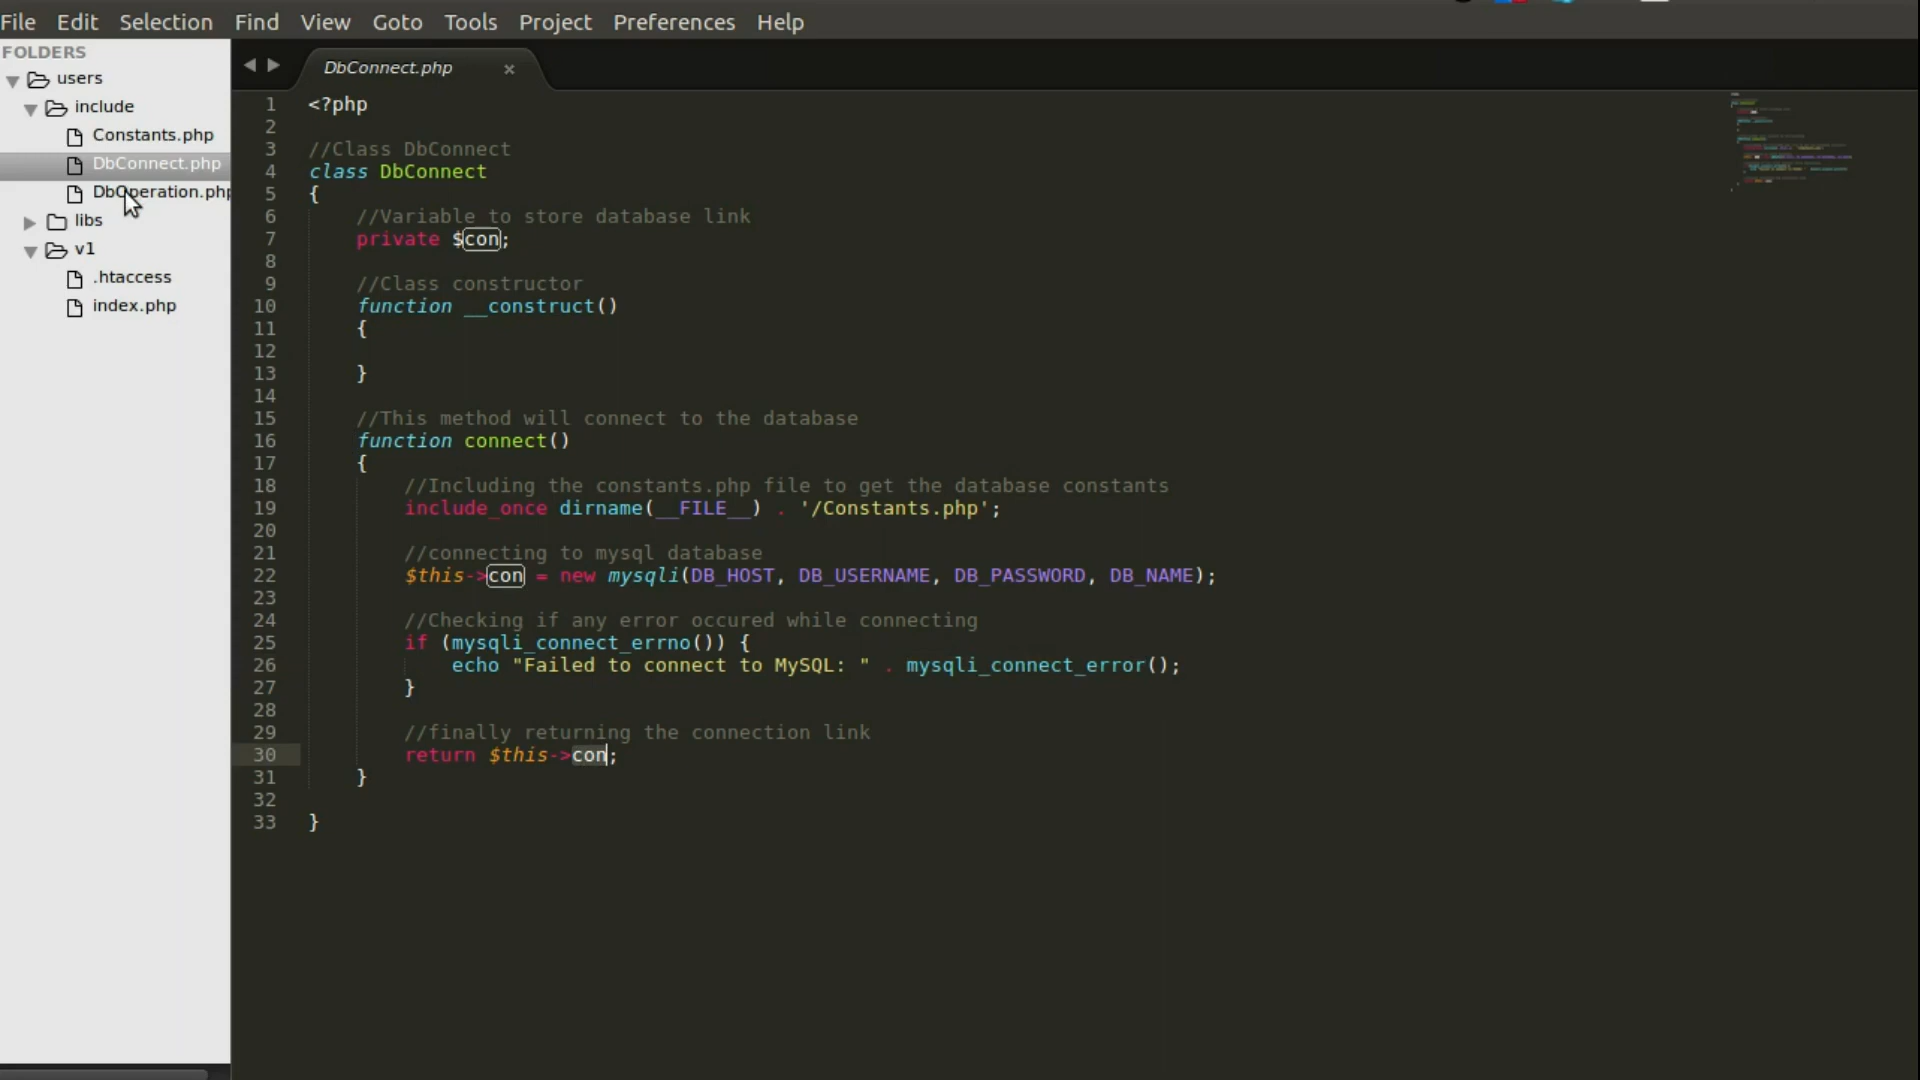 File Edit Selection Find View Goto Tools Project Preferences Help
FOLDERS
users
include
Constants.php
DbConnect.php
DbOperation.php
libs
v1
.htaccess
index.php
DbConnect.php ×
1 <?php
2
3 //Class DbConnect
4 class DbConnect
5 {
6 //Variable to store database link
7 private $con;
8
9 //Class constructor
10 function __construct()
11 {
12
13 }
14
15 //This method will connect to the database
16 function connect()
17 {
18 //Including the constants.php file to get the database constants
19 include_once dirname(__FILE__) . '/Constants.php';
20
21 //connecting to mysql database
22 $this->con = new mysqli(DB_HOST, DB_USERNAME, DB_PASSWORD, DB_NAME);
23
24 //Checking if any error occured while connecting
25 if (mysqli_connect_errno()) {
26 echo "Failed to connect to MySQL: " . mysqli_connect_error();
27 }
28
29 //finally returning the connection link
30 return $this->con;
31 }
32
33 }